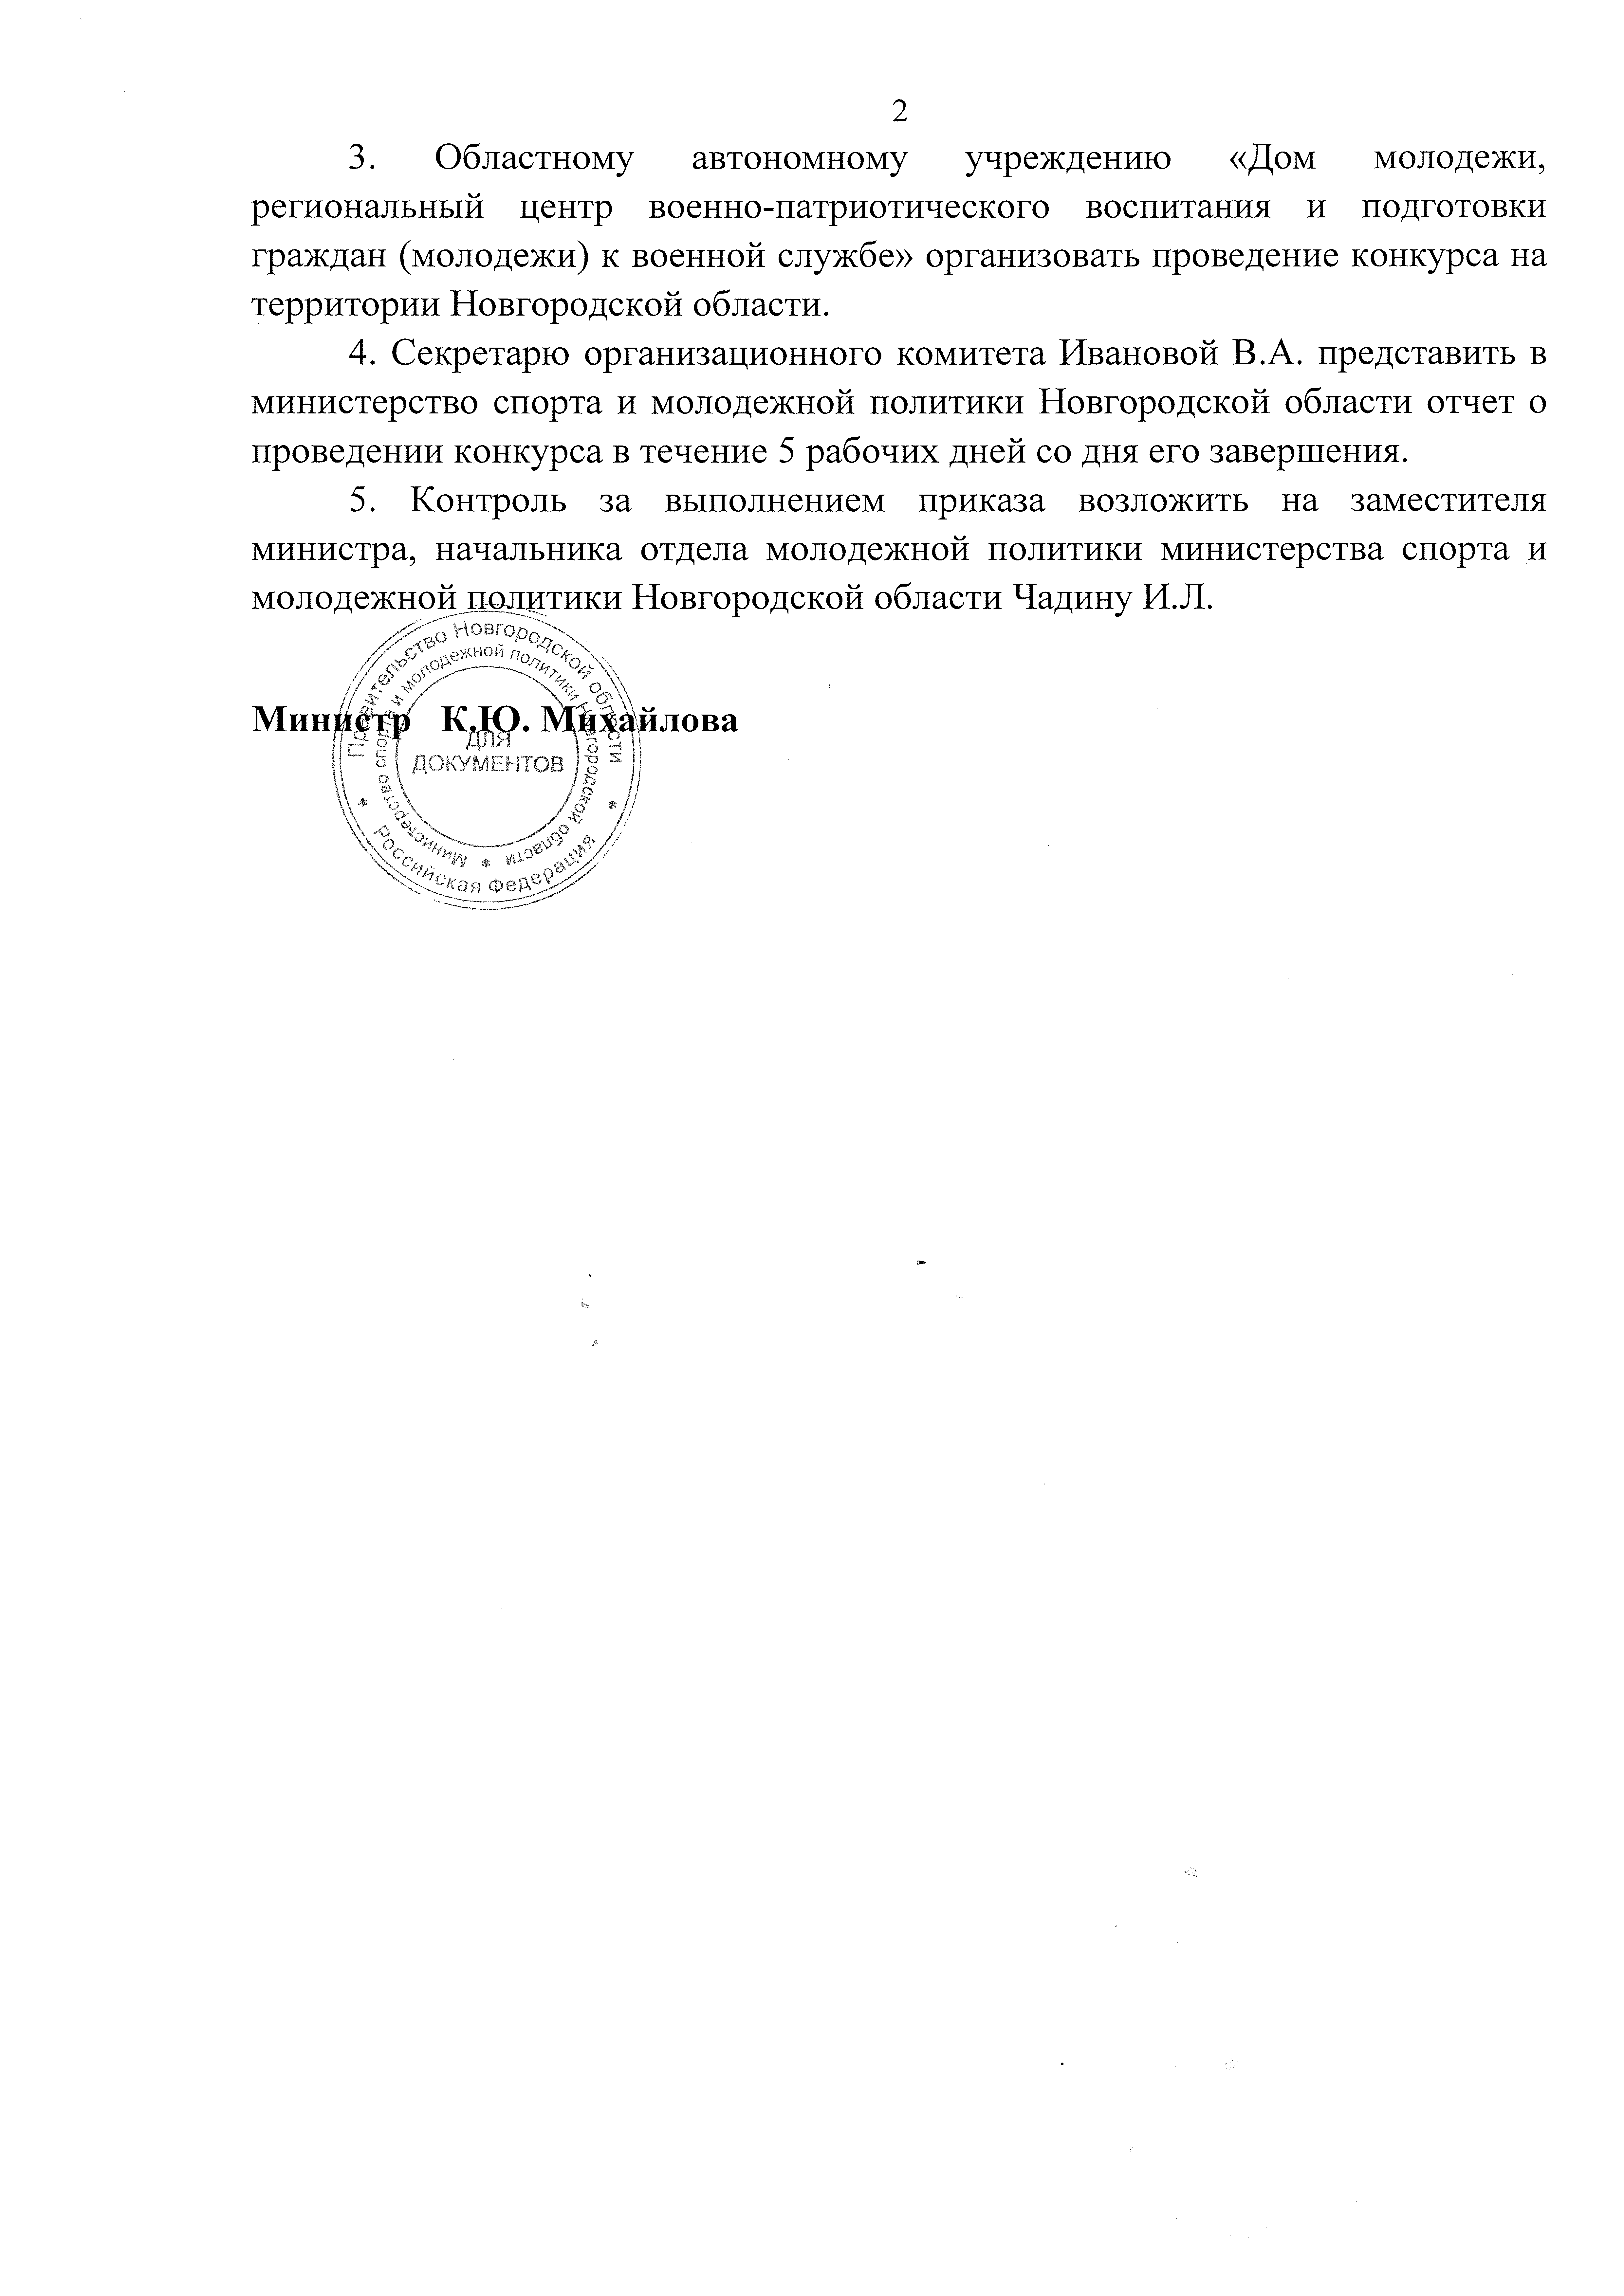 2
3. Областному автономному учреждению «Дом молодежи,
региональный центр военно-патриотического воспитания и подготовки
граждан (молодежи) к военной службе» организовать проведение конкурса на
территории Новгородской области.
4. Секретарю организационного комитета Ивановой В.А. представить в
министерство спорта и молодежной политики Новгородской области отчет о
проведении конкурса в течение 5 рабочих дней со дня его завершения.
5. Контроль за выполнением приказа возложить на заместителя
министра, начальника отдела молодежной политики министерства спорта и
молодежной политики Новгородской области Чадину И.Л.
Министр К.Ю. Михайлова
Правительство Новгородской области
Российская Федерация
Министерство спорта и молодежной политики Новгородской области
ДЛЯ
ДОКУМЕНТОВ